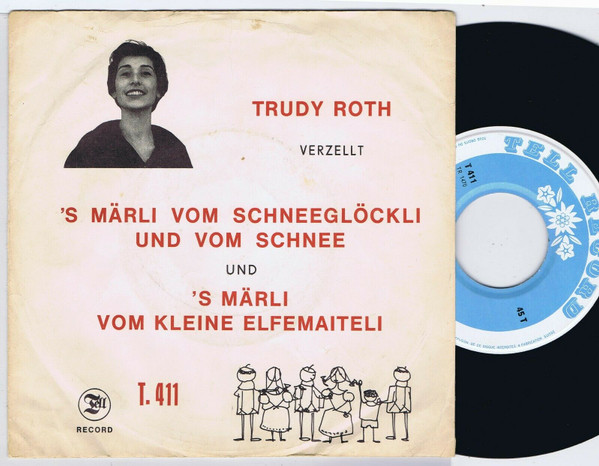 TRUDY ROTH
VERZELLT
'S MÄRLI VOM SCHNEEGLÖCKLI
UND VOM SCHNEE
UND
'S MÄRLI
VOM KLEINE ELFEMAITELI
Tell
RECORD
T. 411
TELL RECORD
T 411
45 T